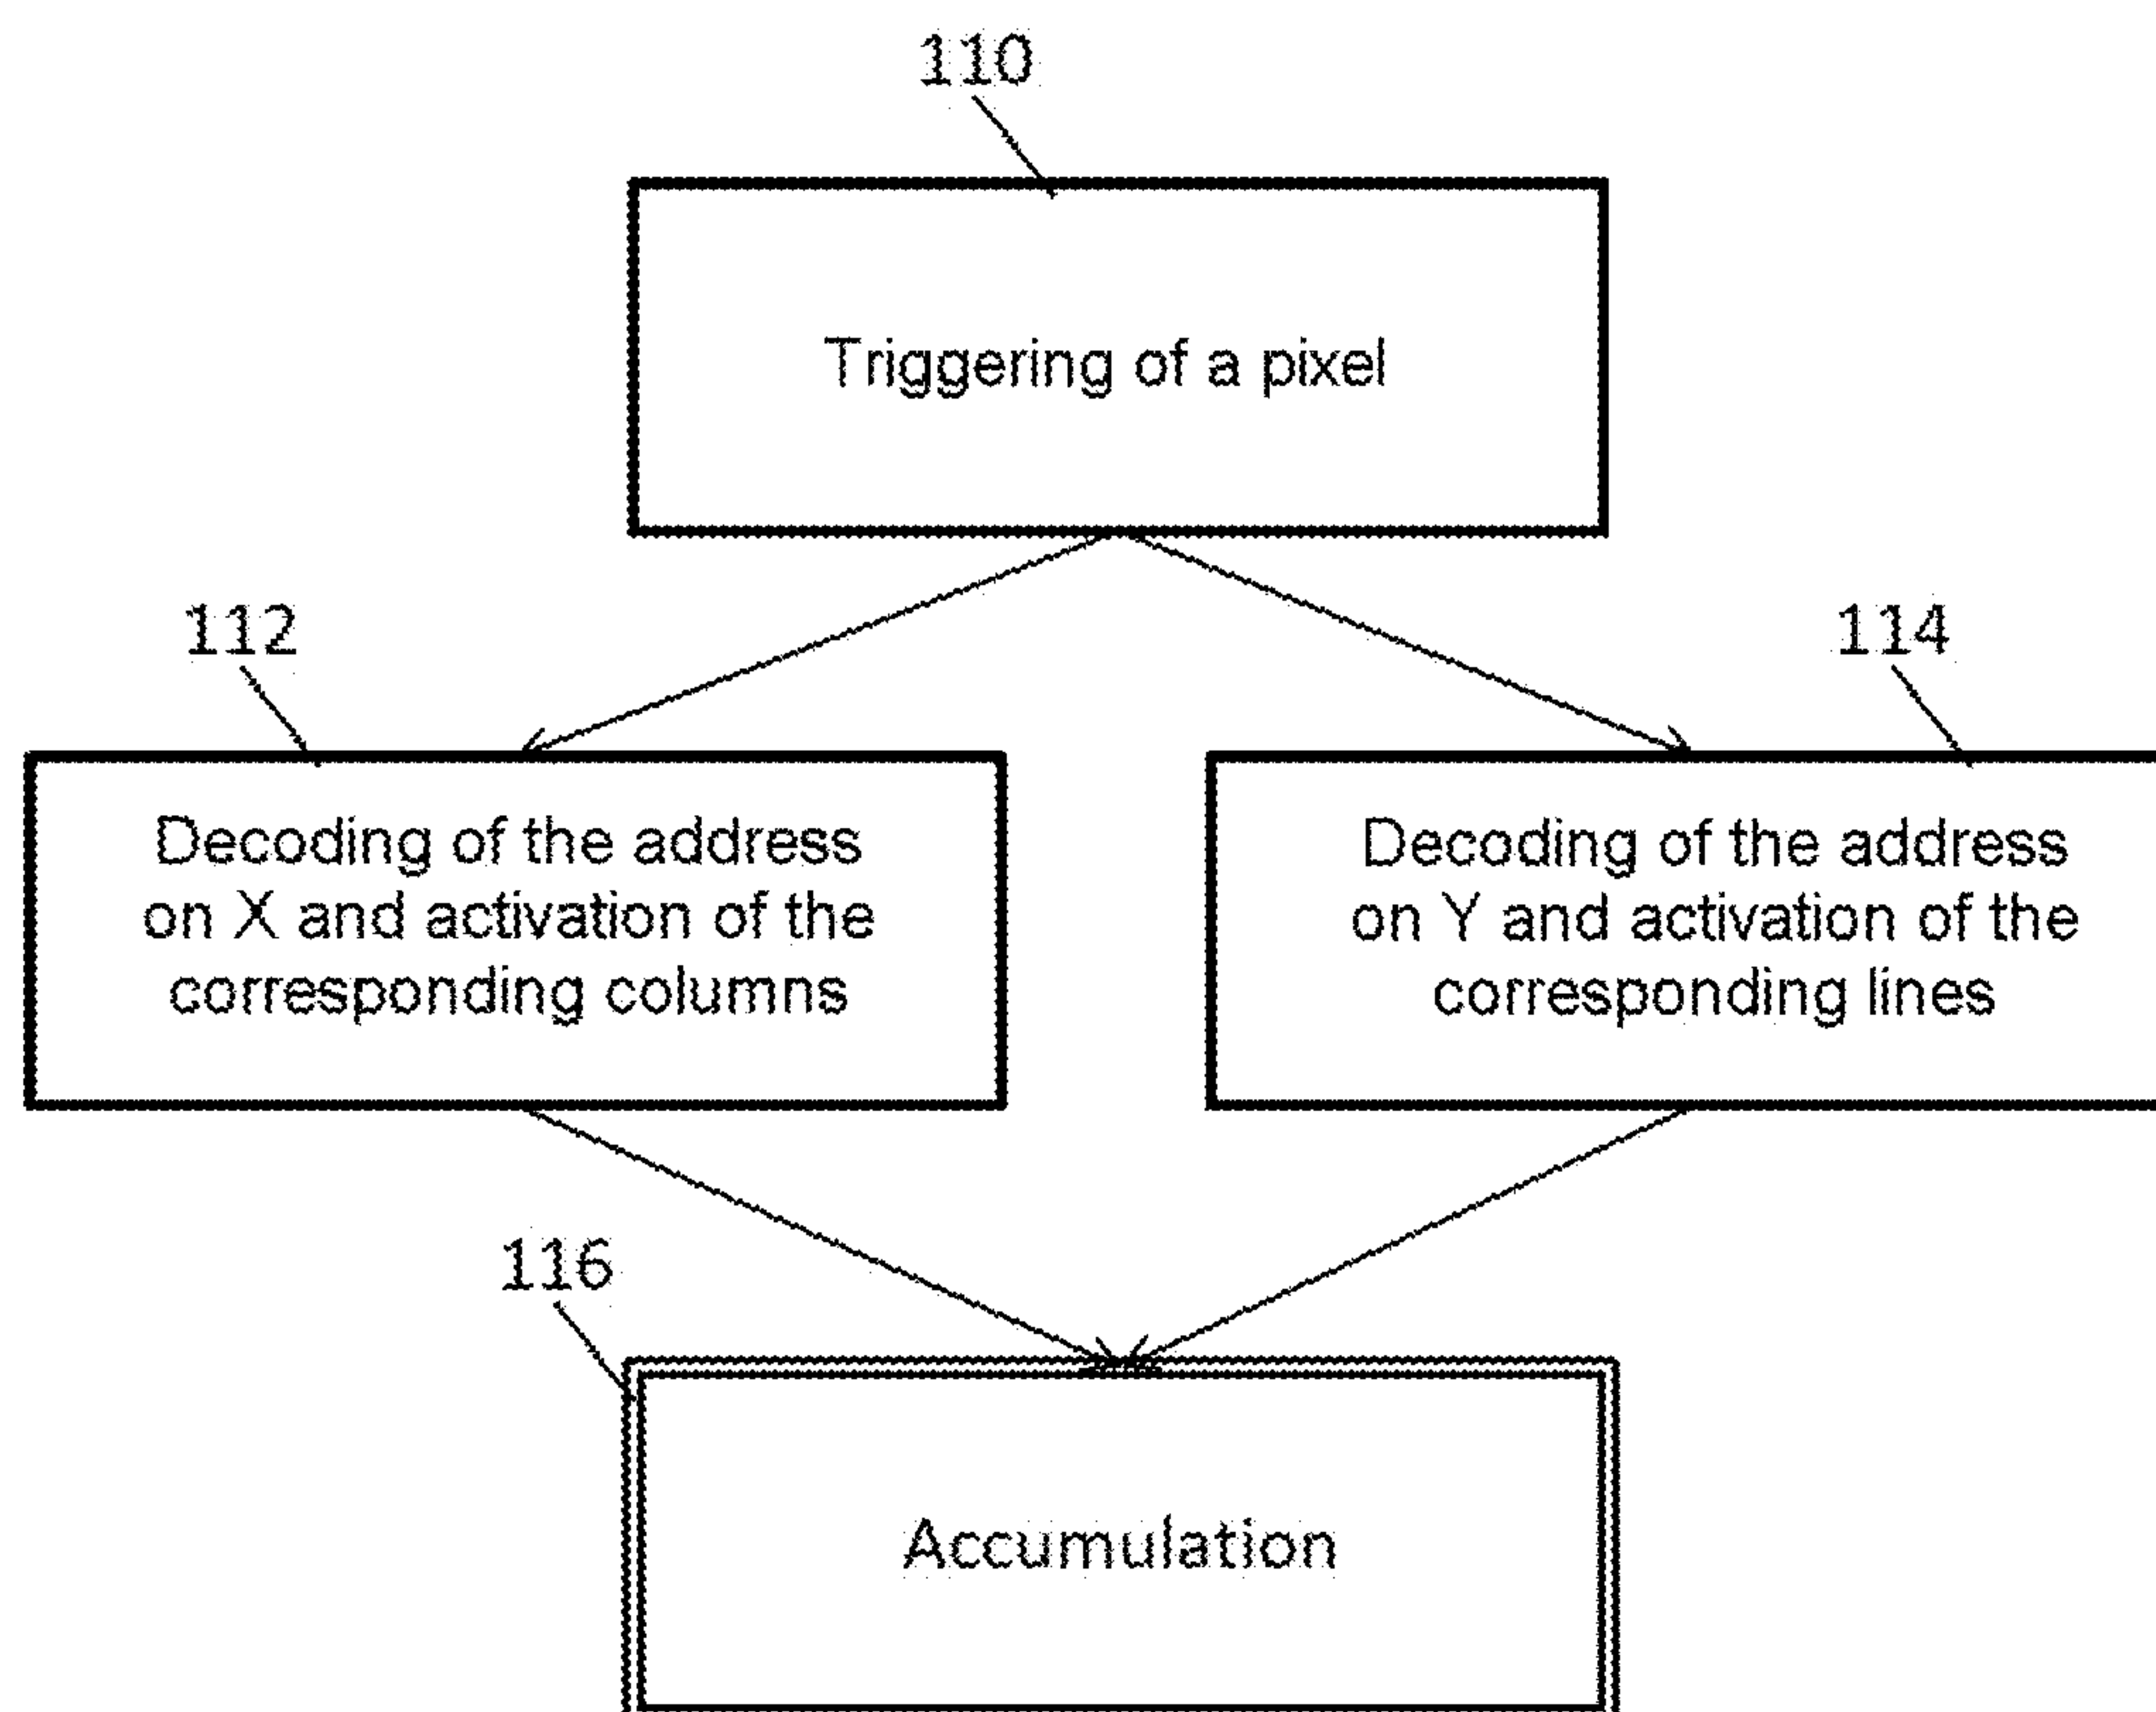 110
Triggering of a pixel
112
114
Decoding of the address
on X and activation of the
corresponding columns
Decoding of the address
on Y and activation of the
corresponding lines
116
Accumulation